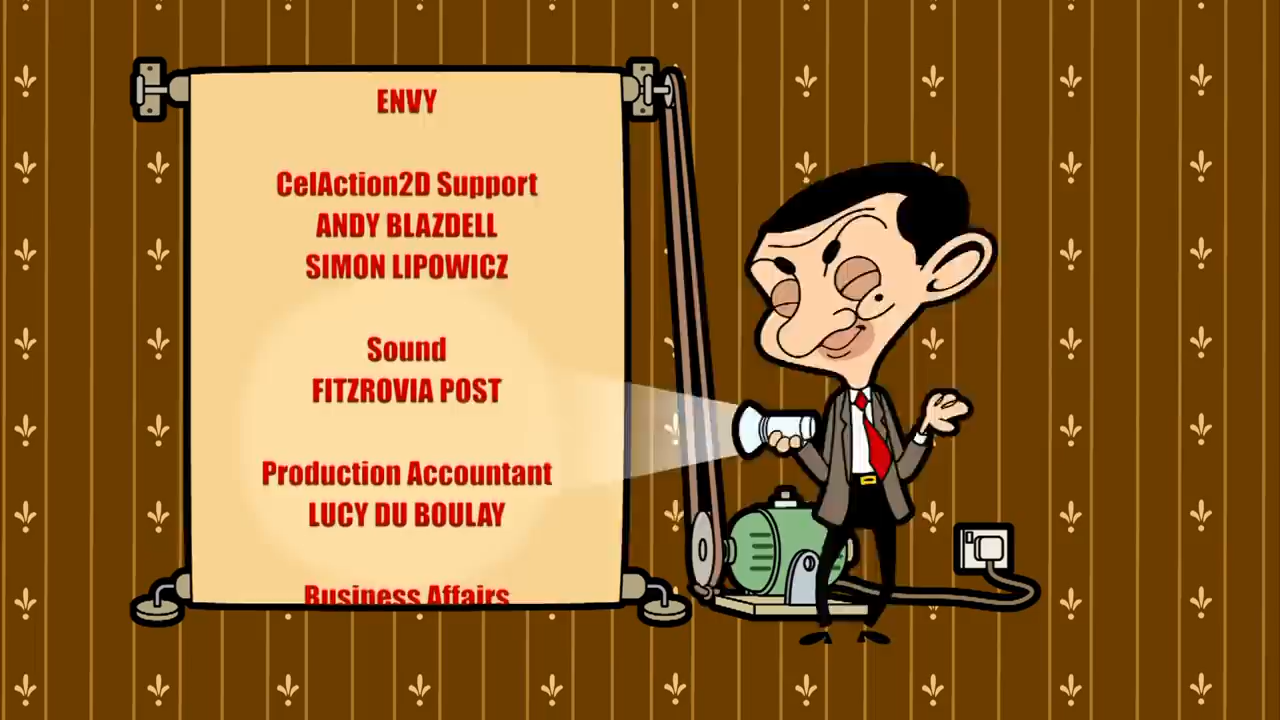 ENVY
CelAction2D Support
ANDY BLAZDELL
SIMON LIPOWICZ
Sound
FITZROVIA POST
Production Accountant
LUCY DU BOULAY
Business Affairs